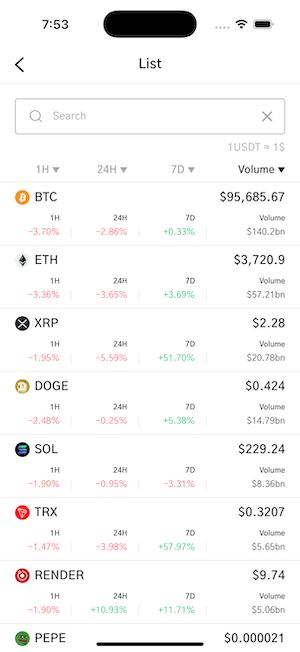 7:53
List
Search
1USDT ≈ 1$
1H ▼ 24H ▼ 7D ▼ Volume ▼
BTC $95,685.67
1H 24H 7D Volume
−3.70% −2.86% +0.33% $140.2bn
ETH $3,720.9
1H 24H 7D Volume
−3.36% −3.65% +3.69% $57.21bn
XRP $2.28
1H 24H 7D Volume
−1.95% −5.59% +51.70% $20.78bn
DOGE $0.424
1H 24H 7D Volume
−2.48% −0.25% +5.38% $14.79bn
SOL $229.24
1H 24H 7D Volume
−1.90% −0.95% −3.31% $8.36bn
TRX $0.3207
1H 24H 7D Volume
−1.47% −3.98% +57.97% $5.65bn
RENDER $9.74
1H 24H 7D Volume
−1.90% +10.93% +11.71% $5.06bn
PEPE $0.000021